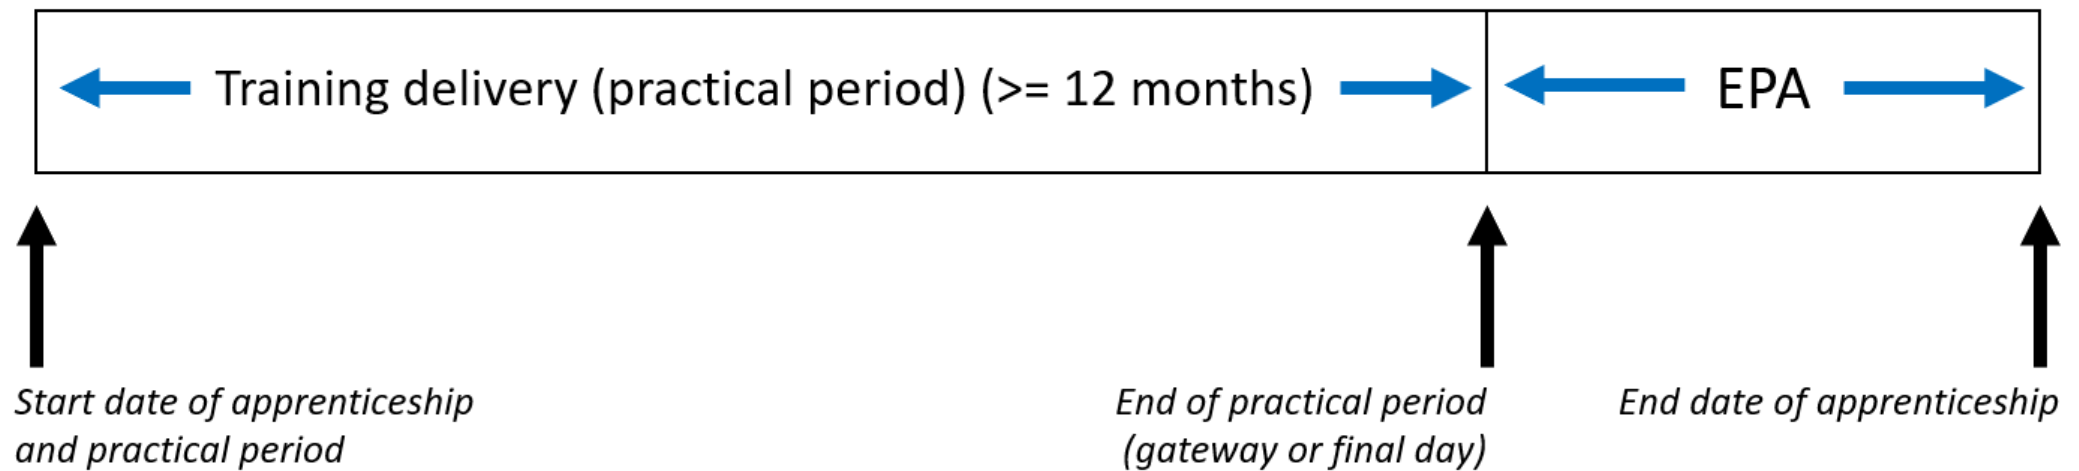 Training delivery (practical period) (>= 12 months)
EPA
Start date of apprenticeship
and practical period
End of practical period
(gateway or final day)
End date of apprenticeship